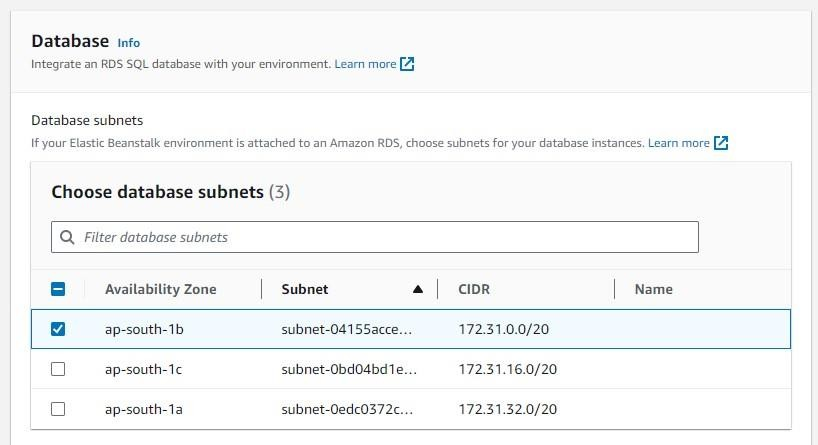 Database Info
Integrate an RDS SQL database with your environment. Learn more
Database subnets
If your Elastic Beanstalk environment is attached to an Amazon RDS, choose subnets for your database instances. Learn more
Choose database subnets (3)
Filter database subnets
Availability Zone Subnet CIDR Name
ap-south-1b subnet-04155acce... 172.31.0.0/20
ap-south-1c subnet-0bd04bd1e... 172.31.16.0/20
ap-south-1a subnet-0edc0372c... 172.31.32.0/20